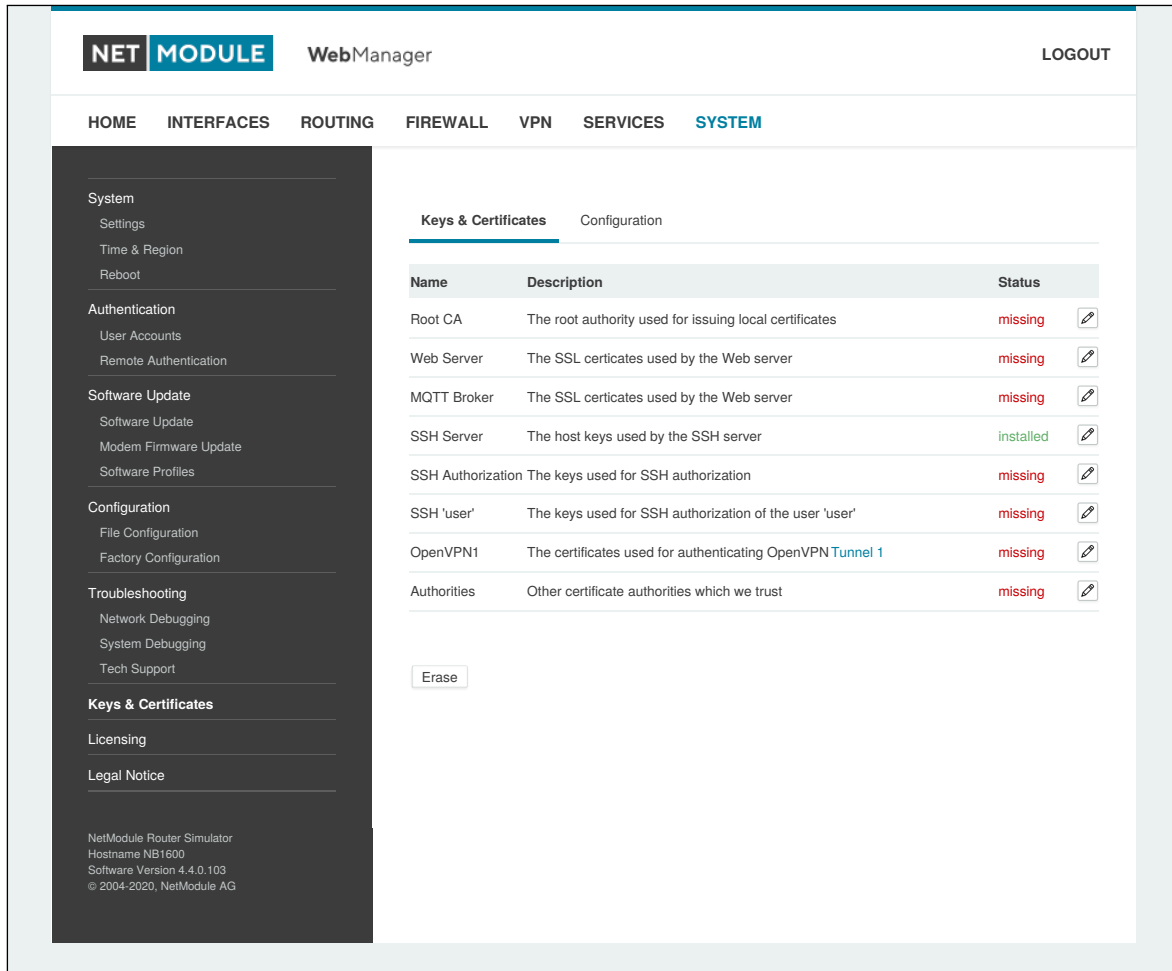 NET MODULE WebManager LOGOUT
HOME INTERFACES ROUTING FIREWALL VPN SERVICES SYSTEM
System
Settings
Time & Region
Reboot
Authentication
User Accounts
Remote Authentication
Software Update
Software Update
Modem Firmware Update
Software Profiles
Configuration
File Configuration
Factory Configuration
Troubleshooting
Network Debugging
System Debugging
Tech Support
Keys & Certificates
Licensing
Legal Notice
NetModule Router Simulator
Hostname NB1600
Software Version 4.4.0.103
© 2004-2020, NetModule AG
Keys & Certificates Configuration
Name Description Status
Root CA The root authority used for issuing local certificates missing
Web Server The SSL certicates used by the Web server missing
MQTT Broker The SSL certicates used by the Web server missing
SSH Server The host keys used by the SSH server installed
SSH Authorization The keys used for SSH authorization missing
SSH 'user' The keys used for SSH authorization of the user 'user' missing
OpenVPN1 The certificates used for authenticating OpenVPN Tunnel 1 missing
Authorities Other certificate authorities which we trust missing
Erase